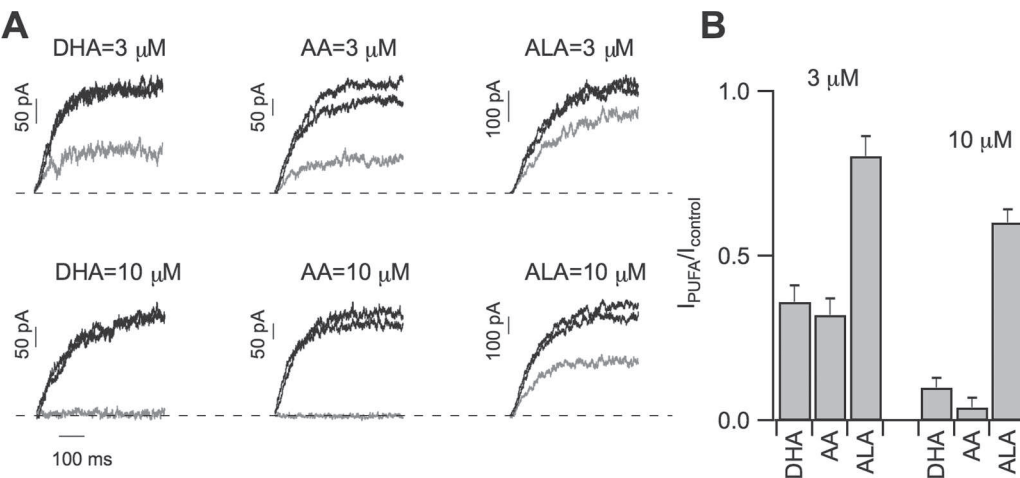 A
B
DHA=3 μM
AA=3 μM
ALA=3 μM
50 pA
50 pA
100 pA
DHA=10 μM
AA=10 μM
ALA=10 μM
50 pA
50 pA
100 pA
100 ms
3 μM
10 μM
1.0
0.5
0.0
IPUFA/Icontrol
DHA
AA
ALA
DHA
AA
ALA